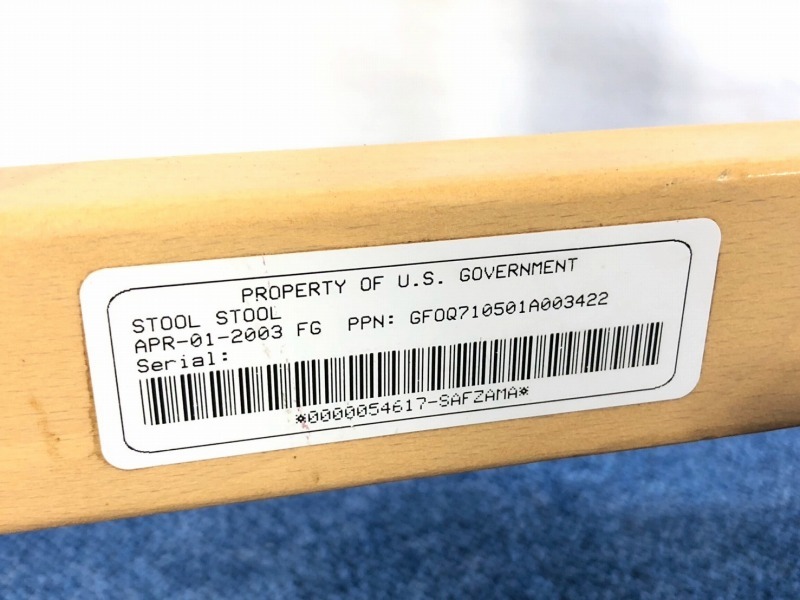 PROPERTY OF U.S. GOVERNMENT
STOOL STOOL
APR-01-2003 FG PPN: GFOQ710501A003422
Serial:
*0000054617-SAFZAMA*